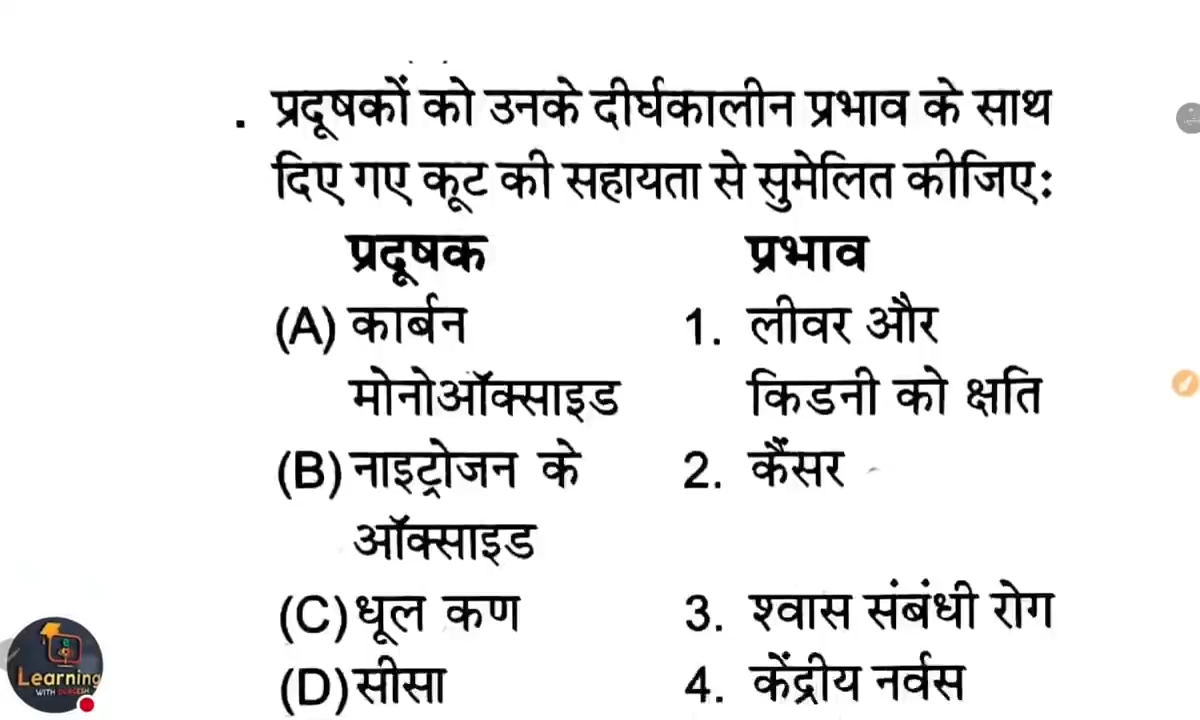 . प्रदूषकों को उनके दीर्घकालीन प्रभाव के साथ
दिए गए कूट की सहायता से सुमेलित कीजिएः
प्रदूषक प्रभाव
(A) कार्बन 1. लीवर और
मोनोऑक्साइड किडनी को क्षति
(B) नाइट्रोजन के 2. कैंसर
ऑक्साइड
(C) धूल कण 3. श्वास संबंधी रोग
(D) सीसा 4. केंद्रीय नर्वस
Learning
WITH